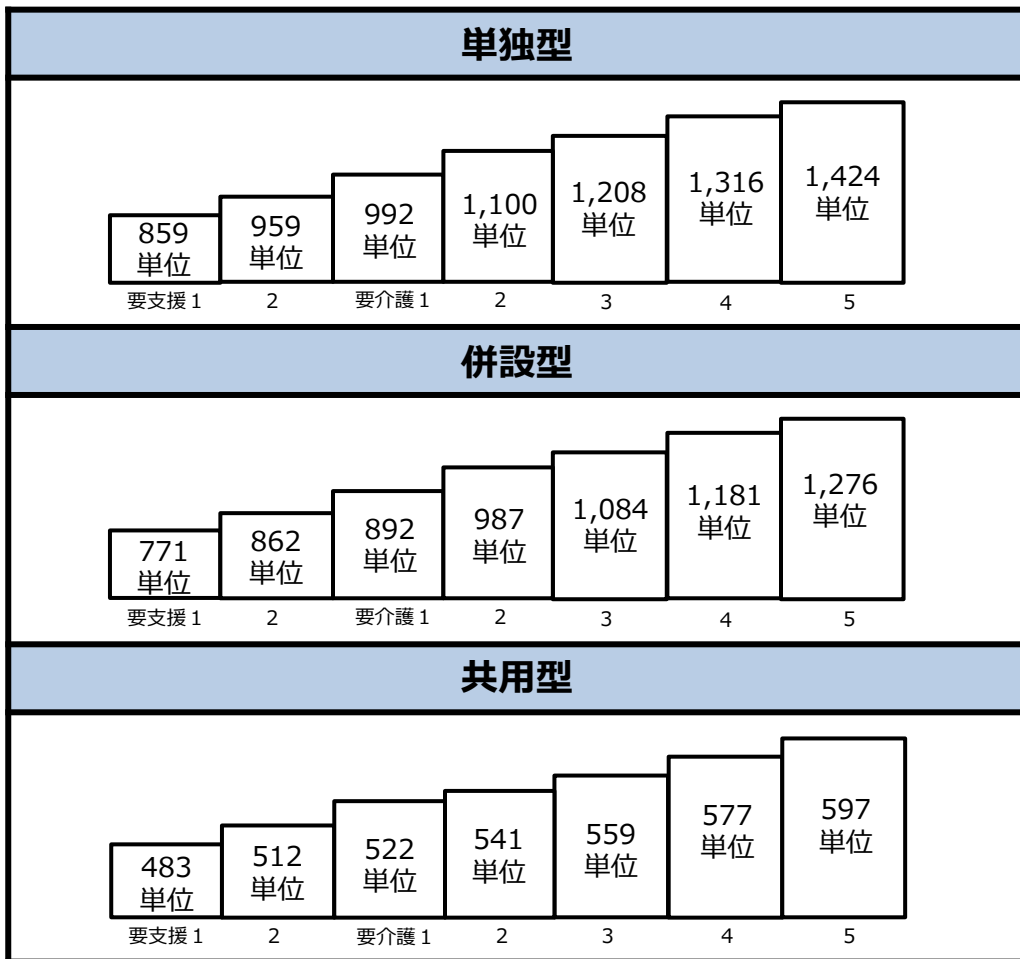 単独型
859
単位
959
単位
992
単位
1,100
単位
1,208
単位
1,316
単位
1,424
単位
要支援1 2 要介護1 2 3 4 5
併設型
771
単位
862
単位
892
単位
987
単位
1,084
単位
1,181
単位
1,276
単位
要支援1 2 要介護1 2 3 4 5
共用型
483
単位
512
単位
522
単位
541
単位
559
単位
577
単位
597
単位
要支援1 2 要介護1 2 3 4 5